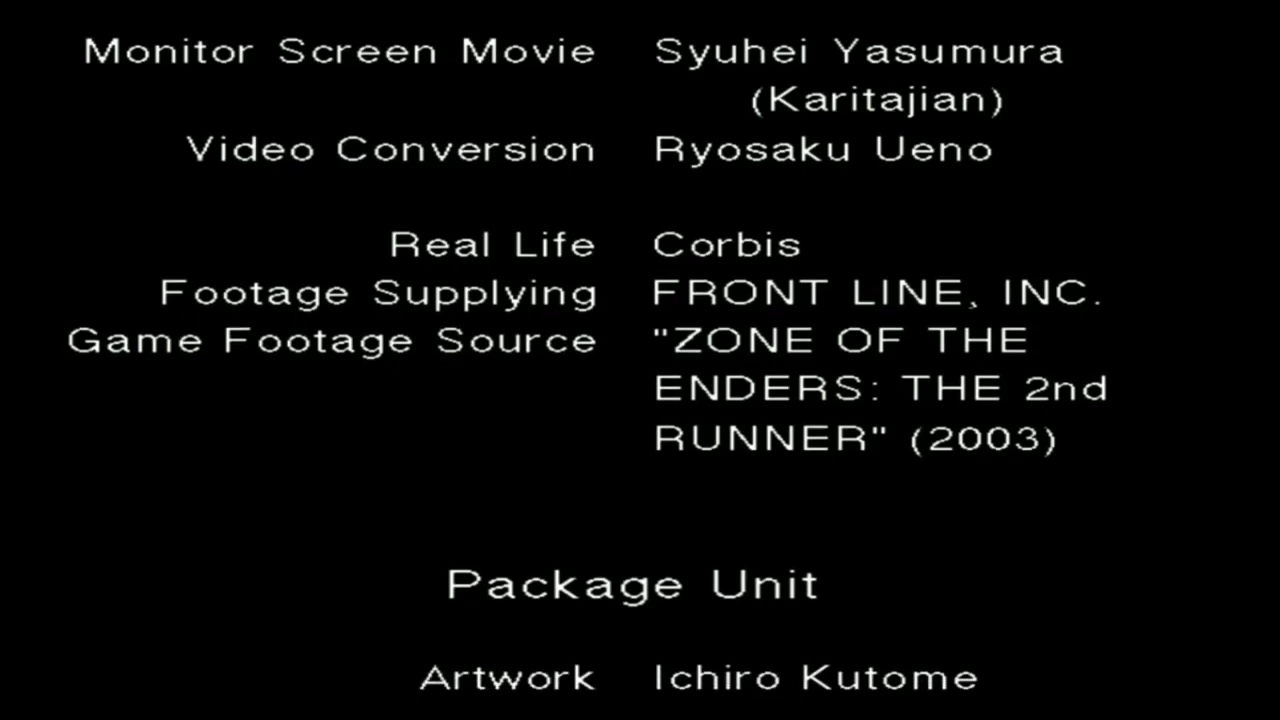 Monitor Screen Movie Syuhei Yasumura
(Karitajian)
Video Conversion Ryosaku Ueno
Real Life Corbis
Footage Supplying FRONT LINE, INC.
Game Footage Source "ZONE OF THE
ENDERS: THE 2nd
RUNNER" (2003)
Package Unit
Artwork Ichiro Kutome